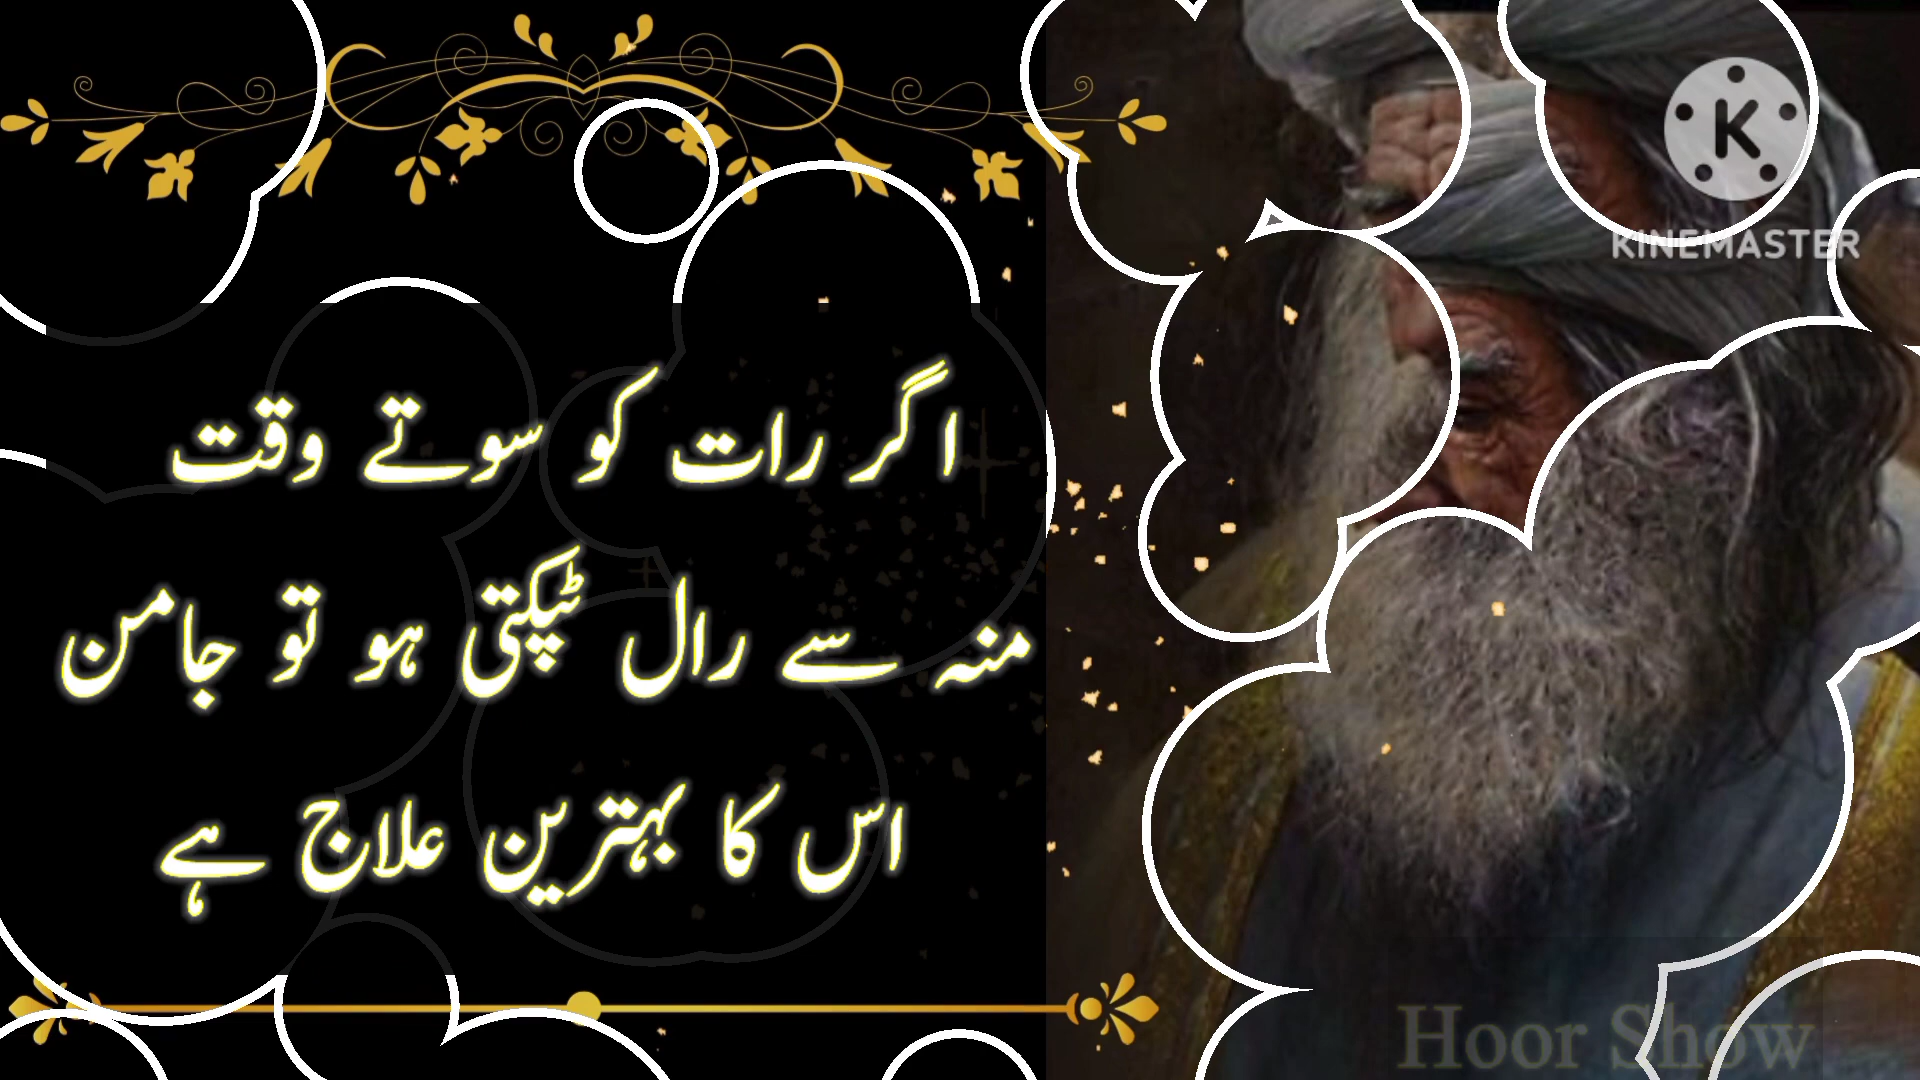 اگر رات کو سوتے وقت
منہ سے رال ٹپکتی ہو تو جامن
اس کا بہترین علاج ہے
K
KINEMASTER
Hoor Show